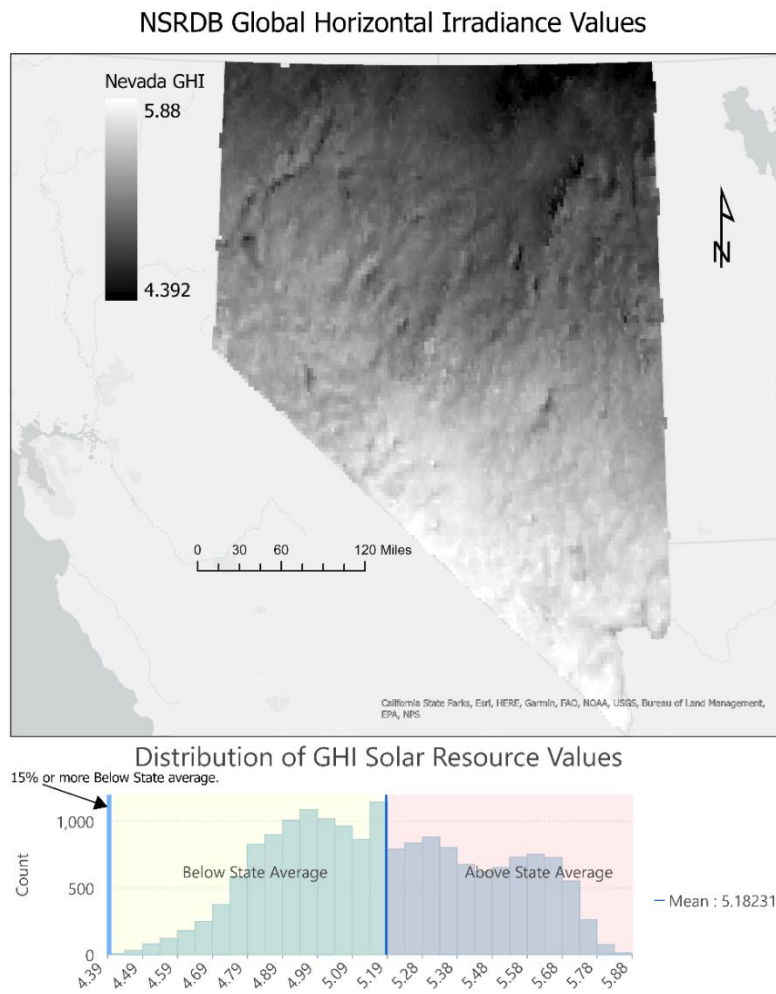 NSRDB Global Horizontal Irradiance Values
Nevada GHI
5.88
4.392
N
0 30 60 120 Miles
California State Parks, Esri, HERE, Garmin, FAO, NOAA, USGS, Bureau of Land Management,
EPA, NPS
Distribution of GHI Solar Resource Values
15% or more Below State average.
1,000
500
0
Count
Below State Average
Above State Average
Mean : 5.18231
4.39 4.49 4.59 4.69 4.79 4.89 4.99 5.09 5.19 5.28 5.38 5.48 5.58 5.68 5.78 5.88